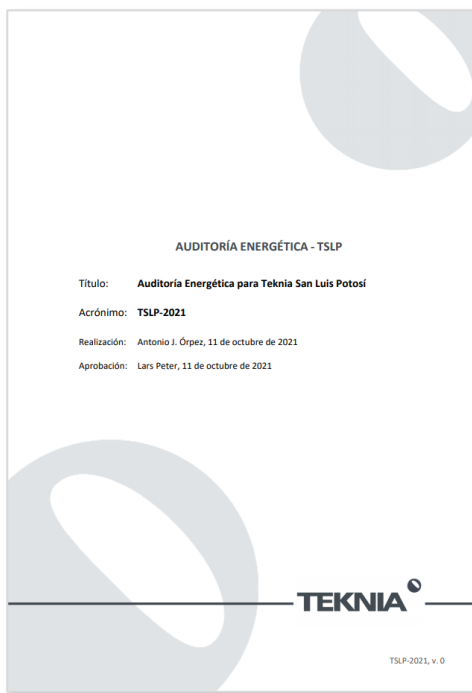 AUDITORÍA ENERGÉTICA - TSLP
Título: Auditoría Energética para Teknia San Luis Potosí
Acrónimo: TSLP-2021
Realización: Antonio J. Órpez, 11 de octubre de 2021
Aprobación: Lars Peter, 11 de octubre de 2021
TEKNIA
TSLP-2021, v. 0